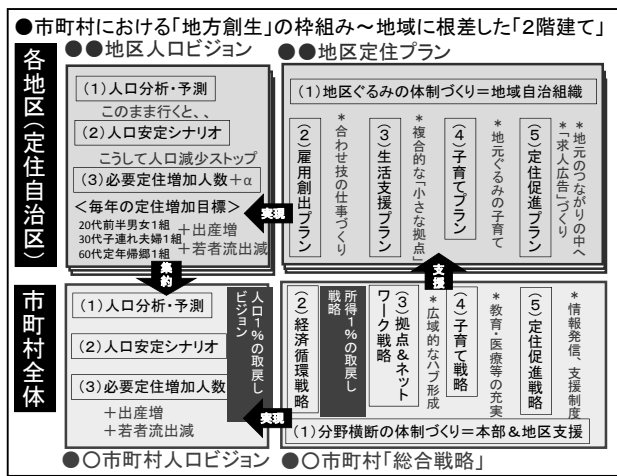 ●市町村における「地方創生」の枠組み～地域に根差した「2階建て」
各地区(定住自治区)
●●地区人口ビジョン
(1)人口分析・予測
このまま行くと、、
(2)人口安定シナリオ
こうして人口減少ストップ
(3)必要定住増加人数+α
<毎年の定住増加目標>
20代前半男女1組
30代子連れ夫婦1組
60代定年帰郷1組
+出産増
+若者流出減
実現
集約
●●地区定住プラン
(1)地区ぐるみの体制づくり=地域自治組織
(2)雇用創出プラン
*合わせ技の仕事づくり
(3)生活支援プラン
*複合的な「小さな拠点」
(4)子育てプラン
*地元ぐるみの子育て
(5)定住促進プラン
*地元のつながりの中へ
*「求人広告」づくり
支援
市町村全体
(1)人口分析・予測
(2)人口安定シナリオ
(3)必要定住増加人数
+出産増
+若者流出減
人口1%の取戻し
ビジョン
実現
●○市町村人口ビジョン
(2)経済循環戦略
所得1%の取戻し
戦略
(3)拠点&ネット
ワーク戦略
*広域的なハブ形成
(4)子育て戦略
*教育・医療等の充実
(5)定住促進戦略
*情報発信、支援制度
(1)分野横断の体制づくり=本部&地区支援
●○市町村「総合戦略」